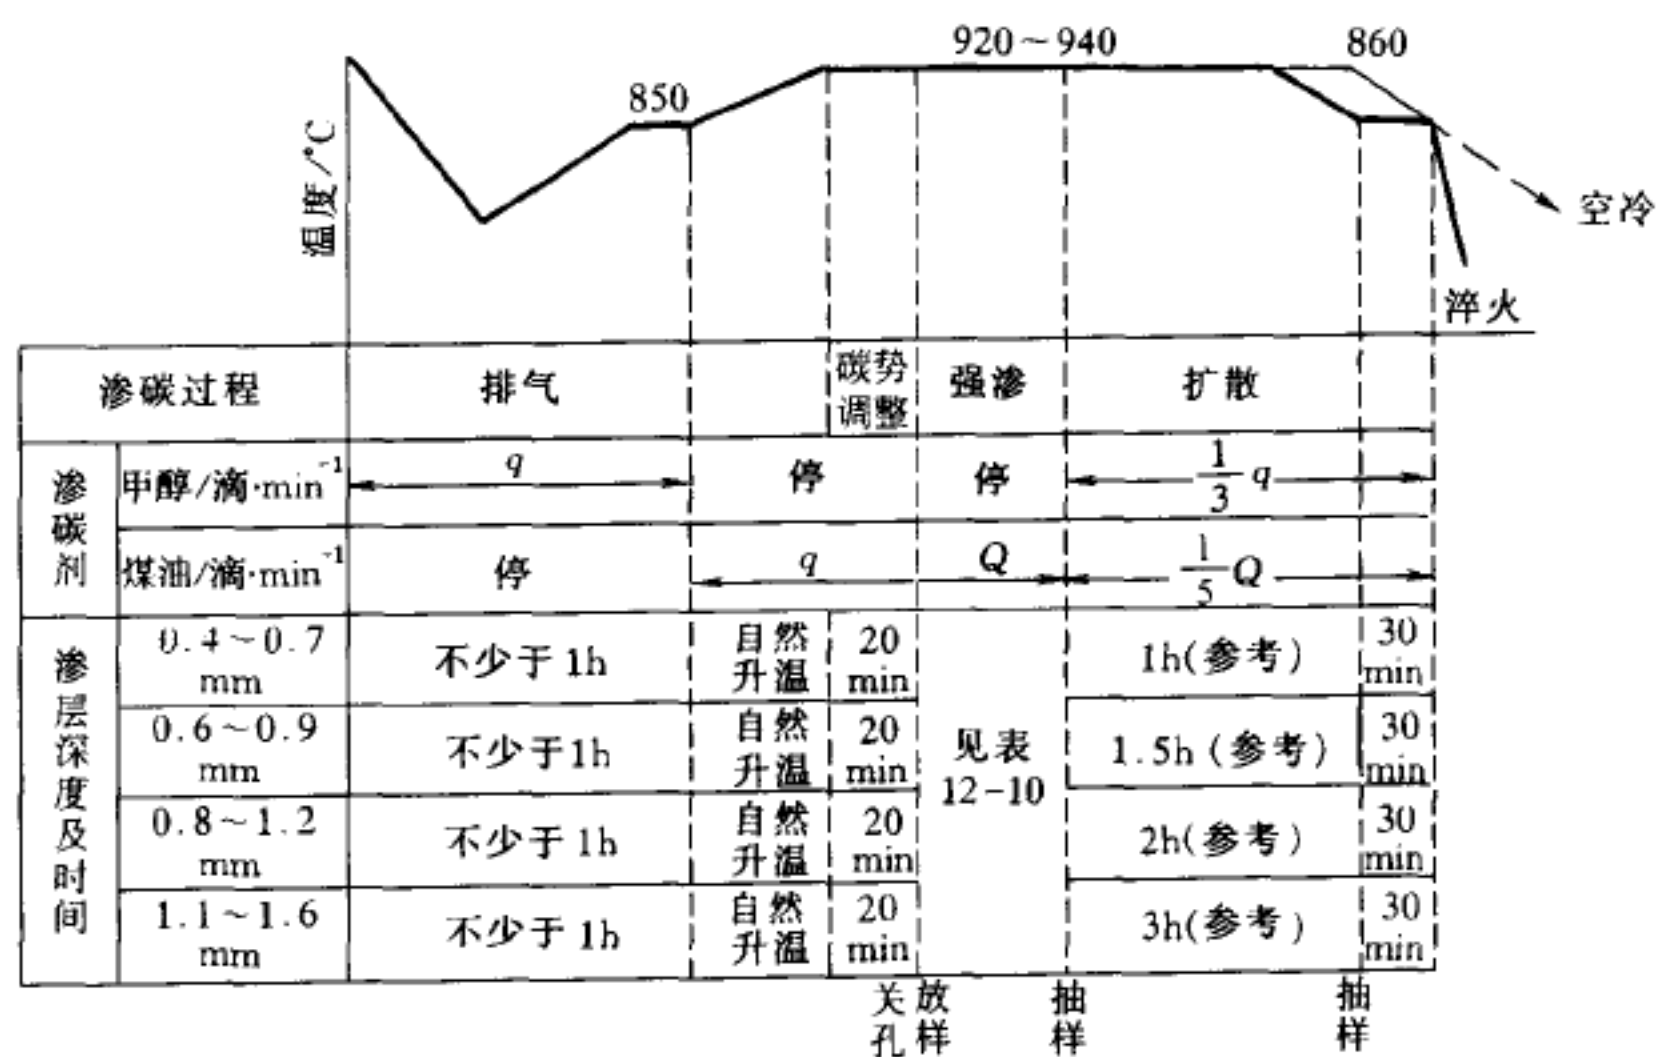 920～940
860
850
温度/°C
空冷
淬火
渗碳过程
排气
碳势
调整
强渗
扩散
渗碳剂
甲醇/滴·min⁻¹
q
停
停
1/3 q
煤油/滴·min⁻¹
停
q
Q
1/5 Q
渗层深度及时间
0.4～0.7
mm
不少于 1h
自然
升温
20
min
1h(参考)
30
min
0.6～0.9
mm
不少于1h
自然
升温
20
min
见表
12-10
1.5h (参考)
30
min
0.8～1.2
mm
不少于 1h
自然
升温
20
min
2h(参考)
30
min
1.1～1.6
mm
不少于 1h
自然
升温
20
min
3h(参考)
30
min
关孔
放样
抽样
抽样